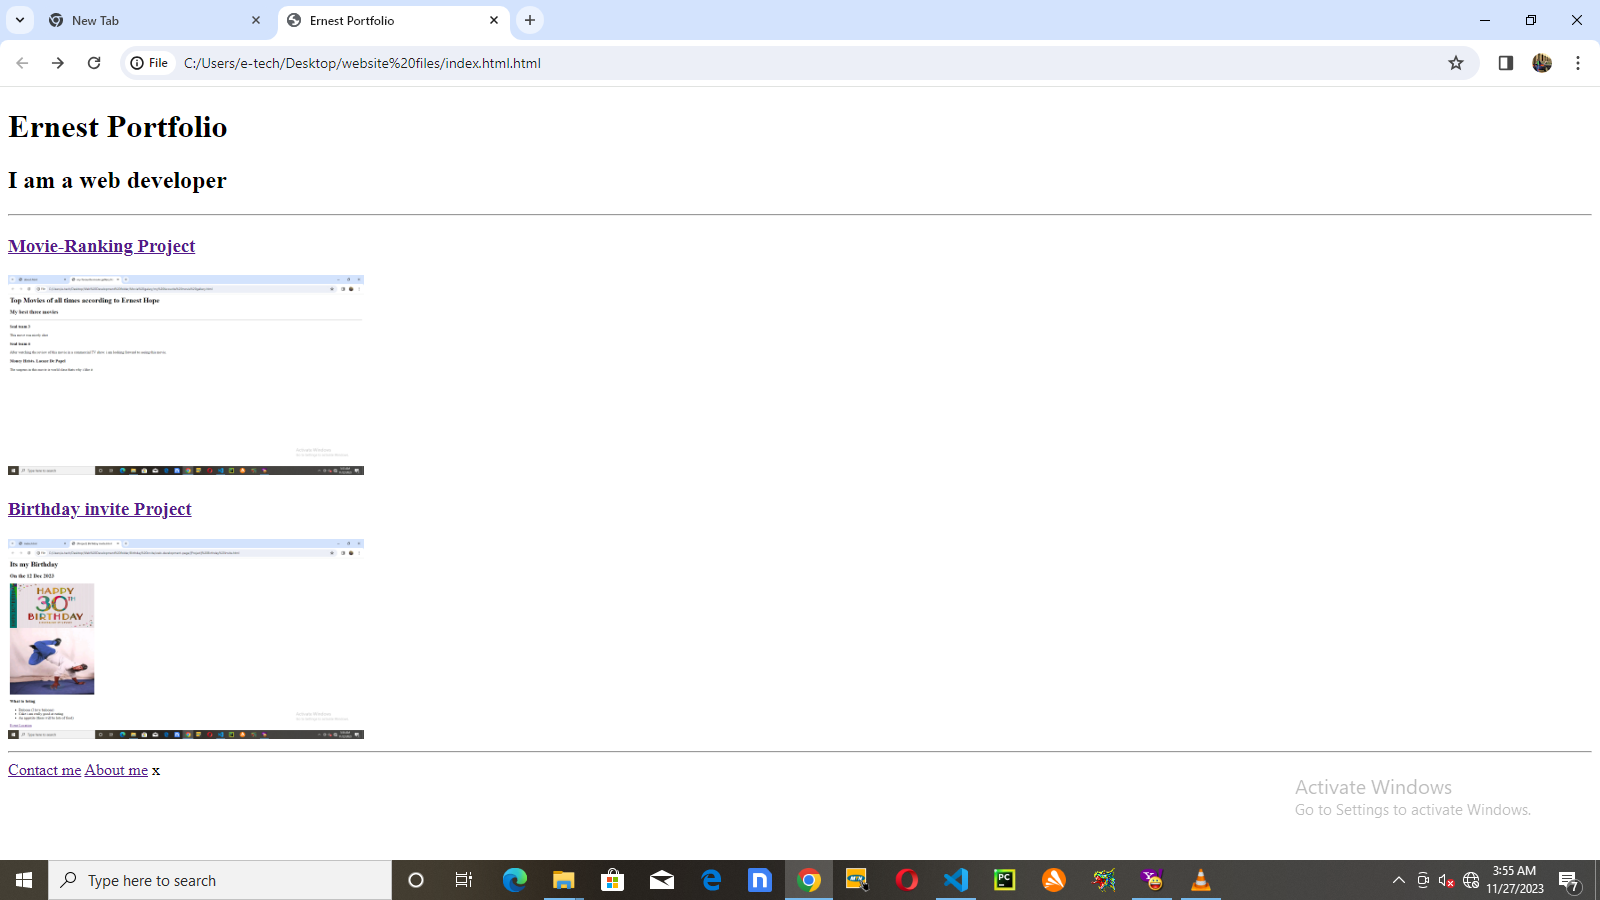 New Tab
Ernest Portfolio
File
C:/Users/e-tech/Desktop/website%20files/index.html.html
Ernest Portfolio
I am a web developer
Movie-Ranking Project
Top Movies of all times according to Ernest Hope
My best three movies
Birthday invite Project
Its my Birthday
On the 12 Dec 2023
HAPPY
30TH
BIRTHDAY
What to bring
Contact me About me x
Activate Windows
Go to Settings to activate Windows.
Type here to search
3:55 AM
11/27/2023
7